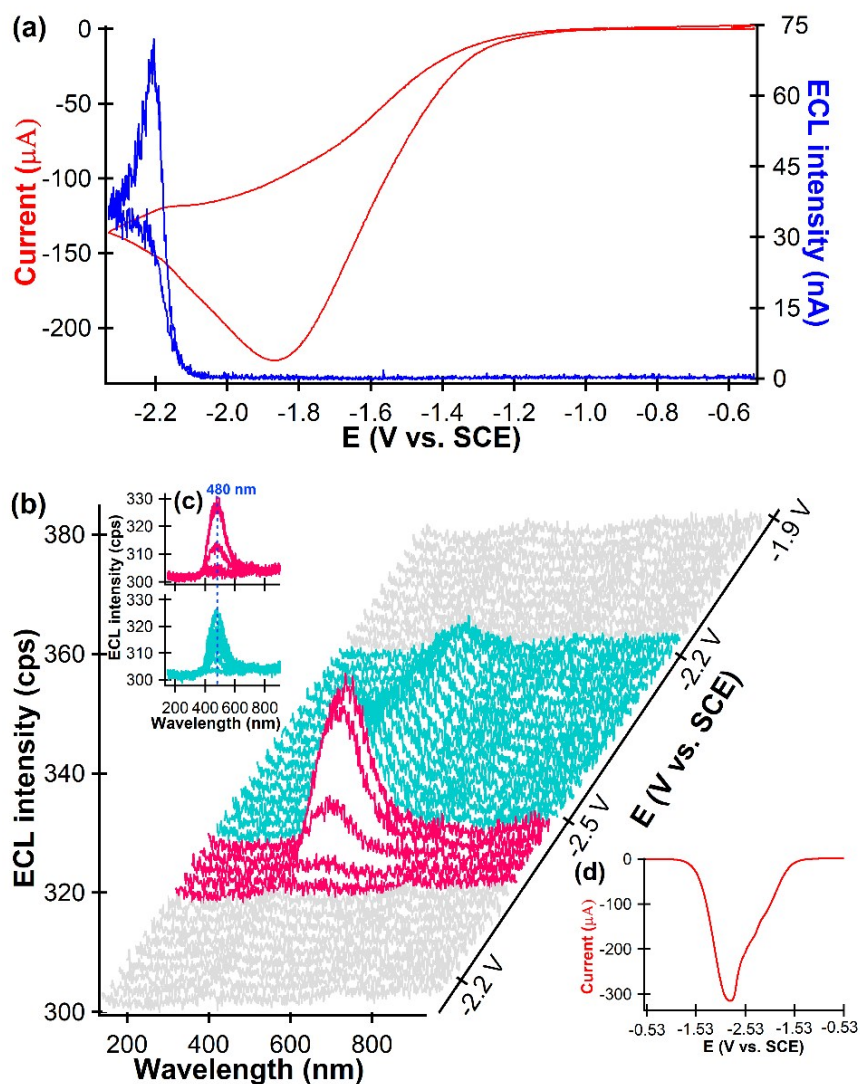 (a)
0
-50
-100
-150
-200
Current (µA)
75
60
45
30
15
0
ECL intensity (nA)
-2.2 -2.0 -1.8 -1.6 -1.4 -1.2 -1.0 -0.8 -0.6
E (V vs. SCE)
(b)
380
360
340
320
300
ECL intensity (cps)
200 400 600 800
Wavelength (nm)
-1.9 V
-2.2 V
-2.5 V
-2.2 V
E (V vs. SCE)
(c)
480 nm
330
320
310
300
330
320
310
300
ECL intensity (cps)
200 400 600 800
Wavelength (nm)
(d)
0
-100
-200
-300
Current (µA)
-0.53 -1.53 -2.53 -1.53 -0.53
E (V vs. SCE)